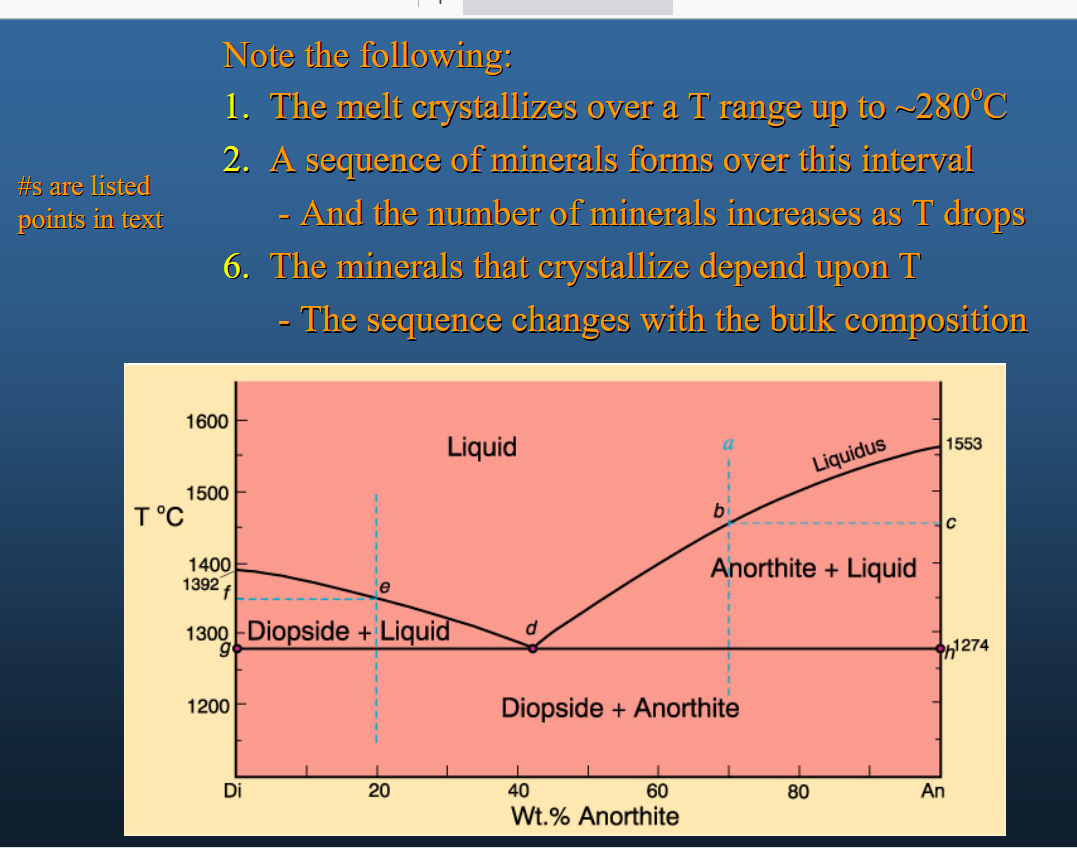 Note the following:
1. The melt crystallizes over a T range up to ~280°C
2. A sequence of minerals forms over this interval
#s are listed
points in text
- And the number of minerals increases as T drops
6. The minerals that crystallize depend upon T
- The sequence changes with the bulk composition
1600
Liquid
a
Liquidus
1553
1500
T °C
b
c
1400
1392
f
e
Anorthite + Liquid
1300
Diopside + Liquid
d
g
h
1274
1200
Diopside + Anorthite
Di
20
40
60
80
An
Wt.% Anorthite